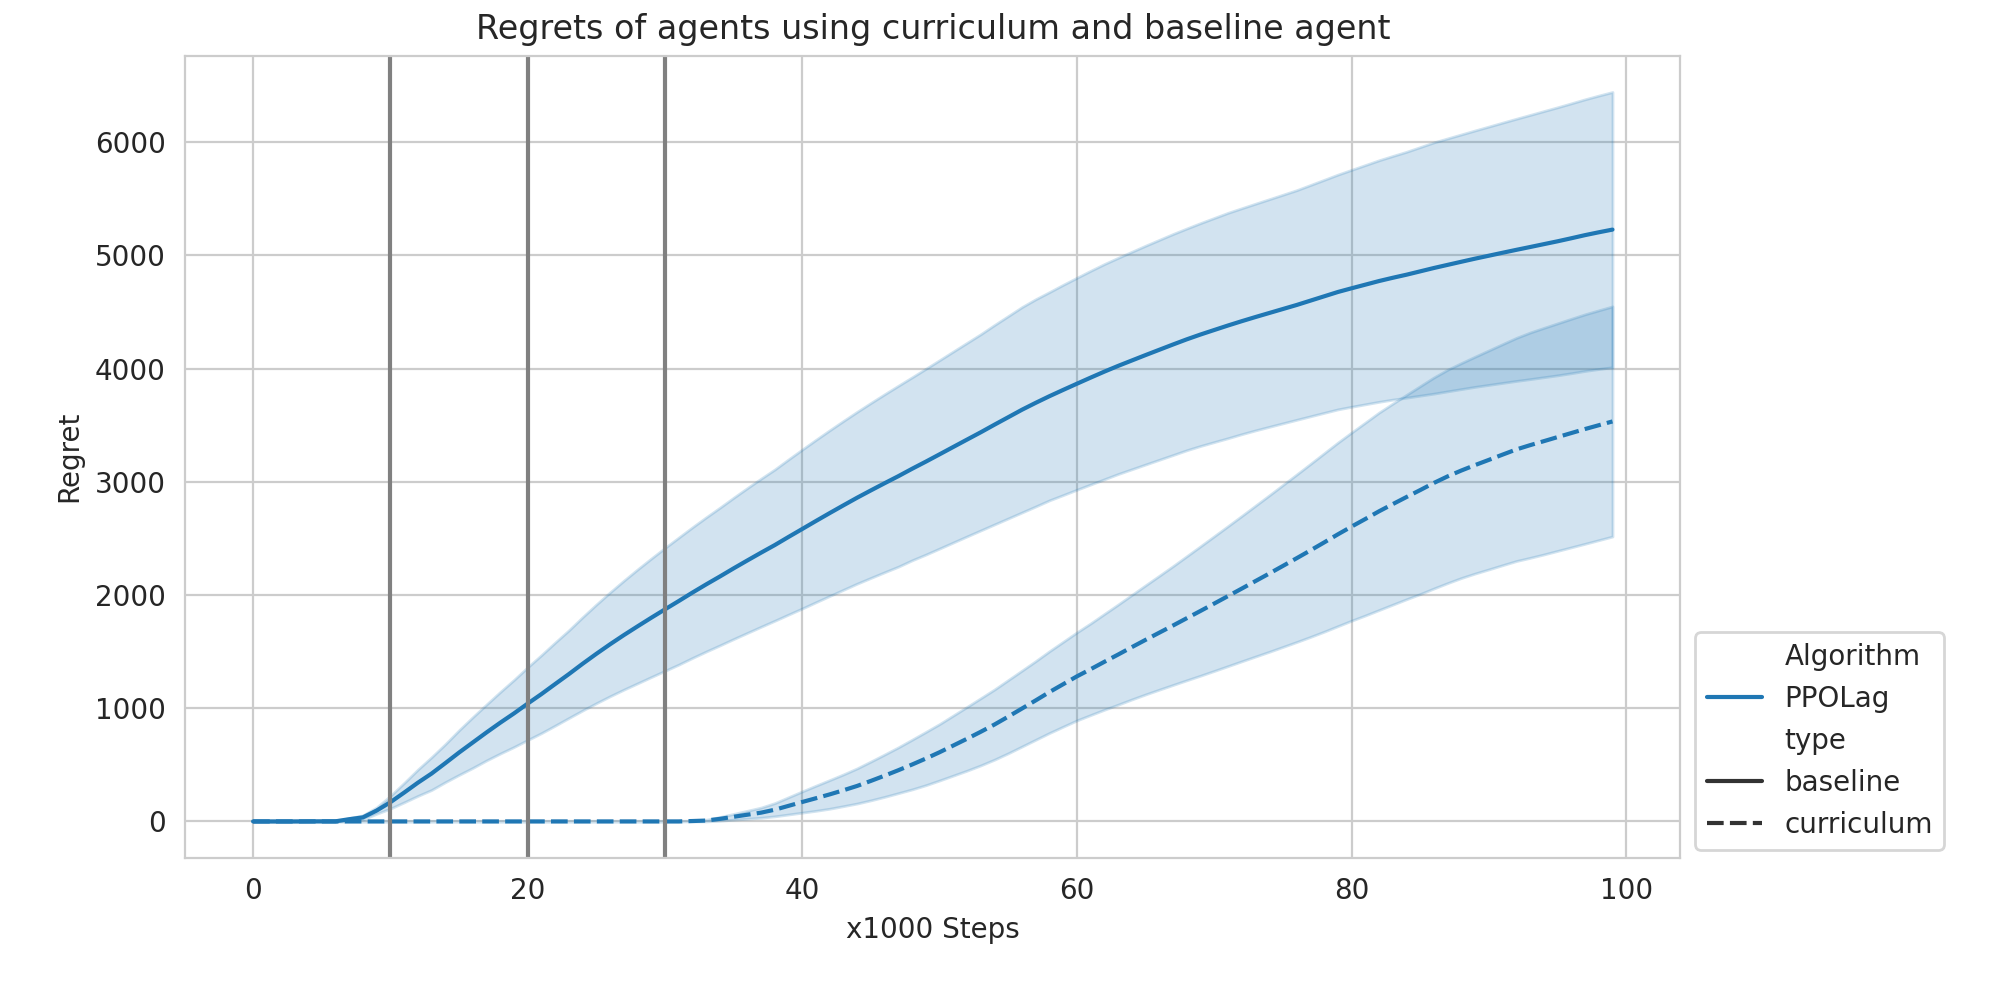 Regrets of agents using curriculum and baseline agent
6000
5000
4000
3000
2000
1000
0
Regret
0 20 40 60 80 100
x1000 Steps
Algorithm
PPOLag
type
baseline
curriculum